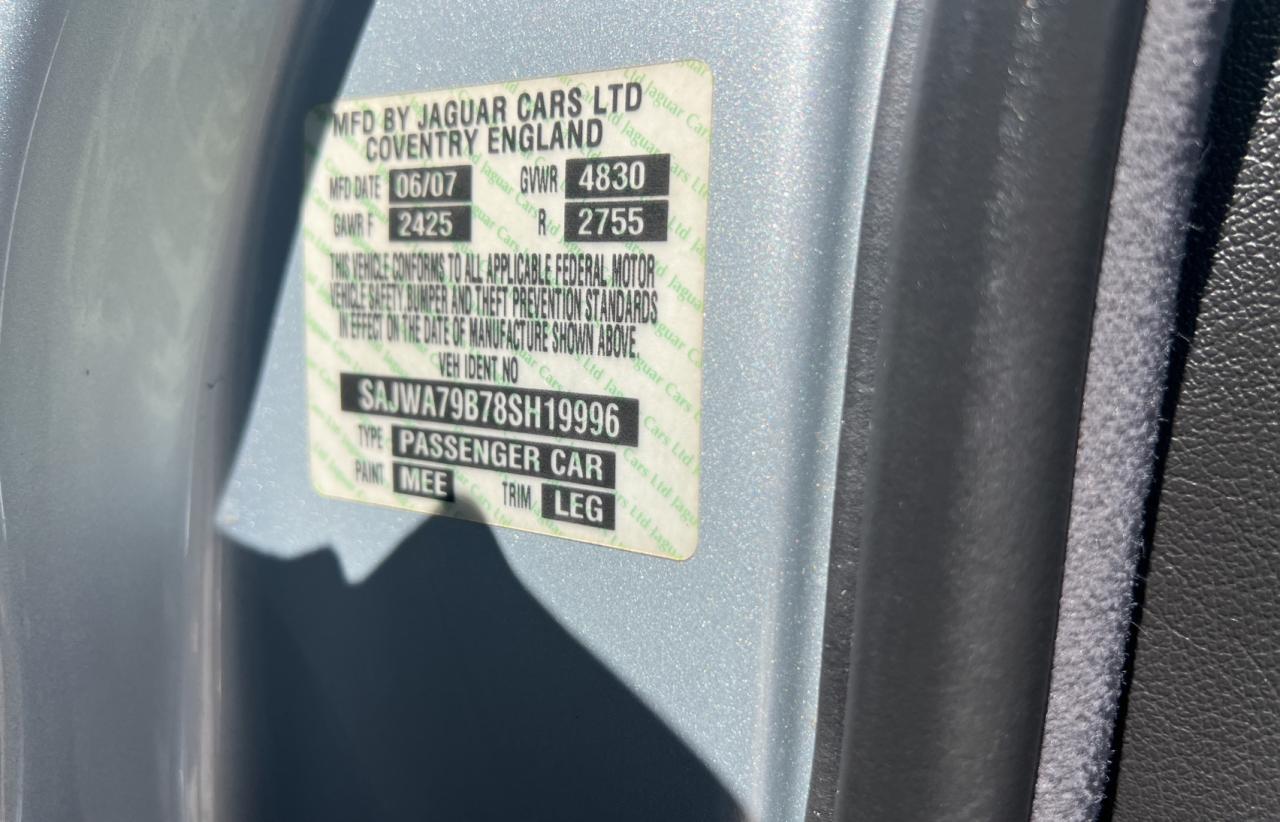 MFD BY JAGUAR CARS LTD
COVENTRY ENGLAND
MFD DATE 06/07 GVWR 4830
GAWR F 2425 R 2755
THIS VEHICLE CONFORMS TO ALL APPLICABLE FEDERAL MOTOR
VEHICLE SAFETY BUMPER AND THEFT PREVENTION STANDARDS
IN EFFECT ON THE DATE OF MANUFACTURE SHOWN ABOVE.
VEH IDENT NO
SAJWA79B78SH19996
TYPE PASSENGER CAR
PAINT MEE TRIM LEG